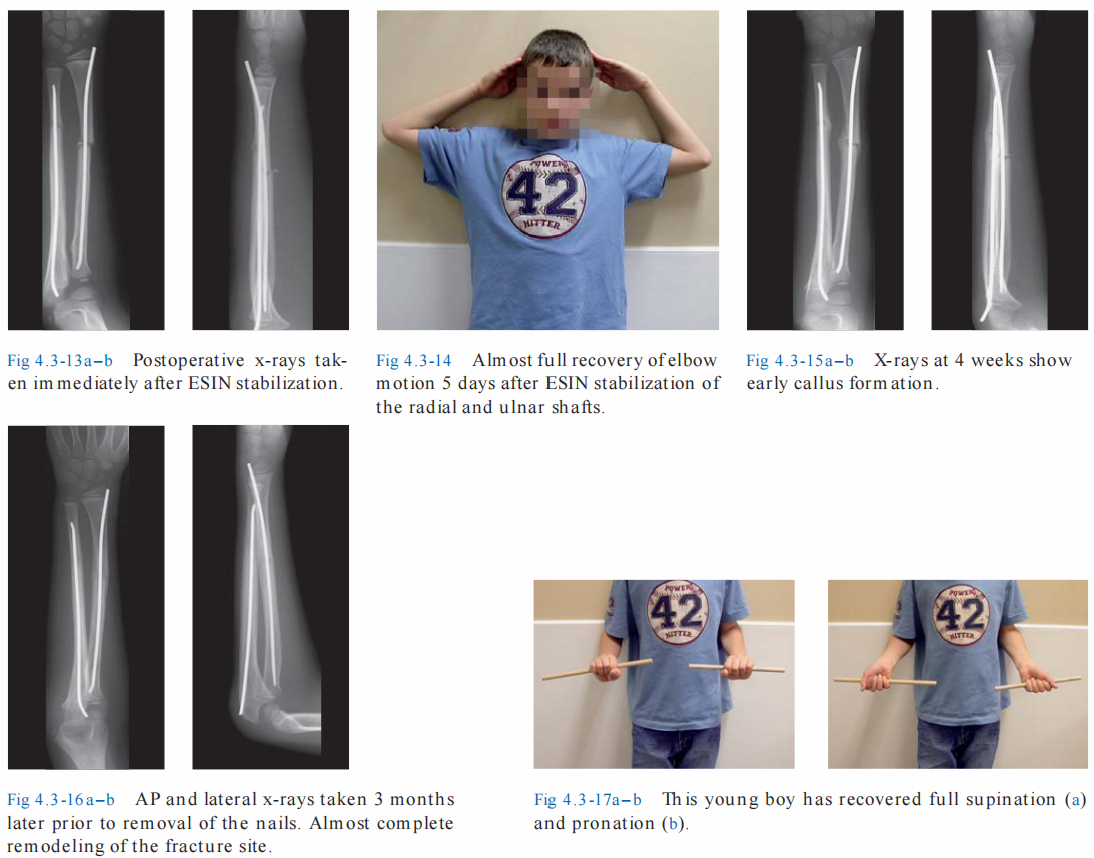 POWER
42
HITTER
Fig 4.3-13a–b Postoperative x-rays tak-
en immediately after ESIN stabilization.
Fig 4.3-14 Almost full recovery of elbow
motion 5 days after ESIN stabilization of
the radial and ulnar shafts.
Fig 4.3-15a–b X-rays at 4 weeks show
early callus formation.
POWER
42
HITTER
POWER
42
HITTER
Fig 4.3-16a–b AP and lateral x-rays taken 3 months
later prior to removal of the nails. Almost complete
remodeling of the fracture site.
Fig 4.3-17a–b This young boy has recovered full supination (a)
and pronation (b).